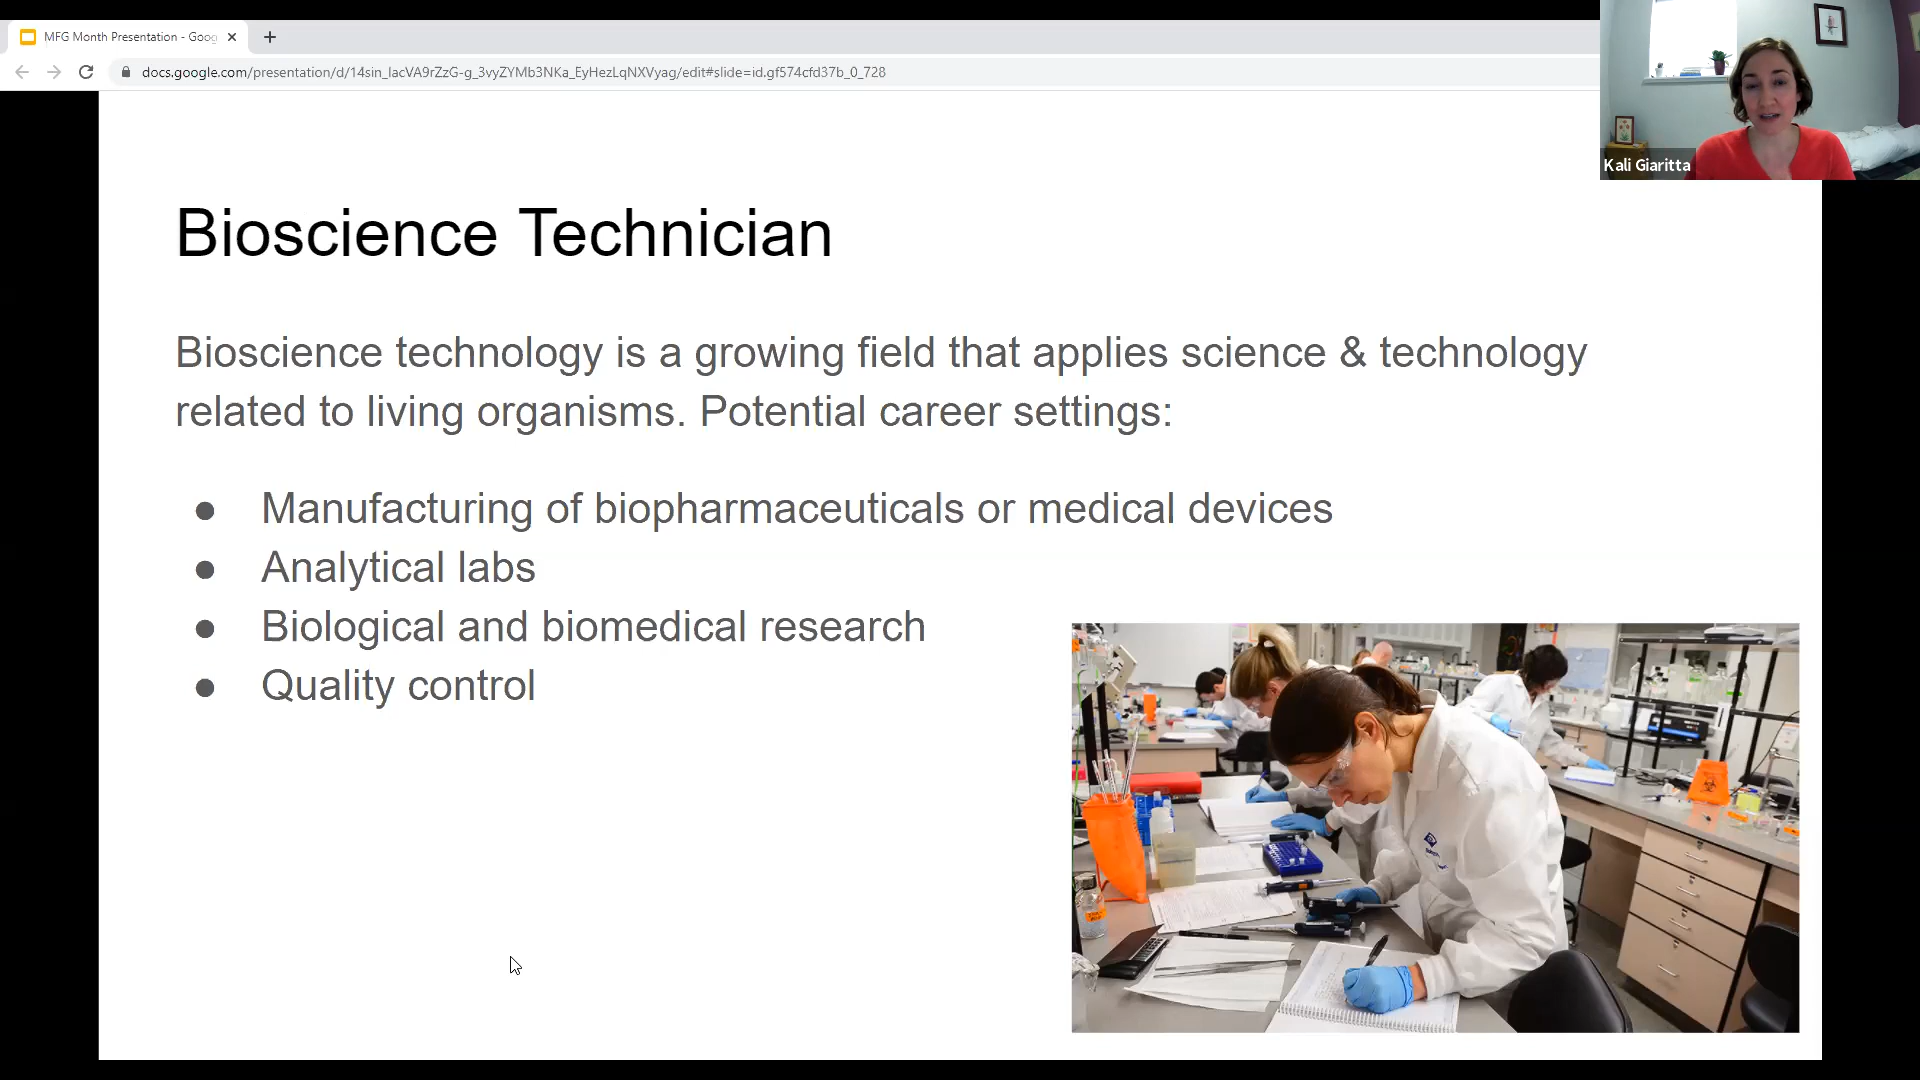 MFG Month Presentation - Goog
docs.google.com/presentation/d/14sin_lacVA9rZzG-g_3vyZYMb3NKa_EyHezLqNXVyag/edit#slide=id.gf574cfd37b_0_728
Kali Giaritta
Bioscience Technician
Bioscience technology is a growing field that applies science & technology
related to living organisms. Potential career settings:
● Manufacturing of biopharmaceuticals or medical devices
● Analytical labs
● Biological and biomedical research
● Quality control